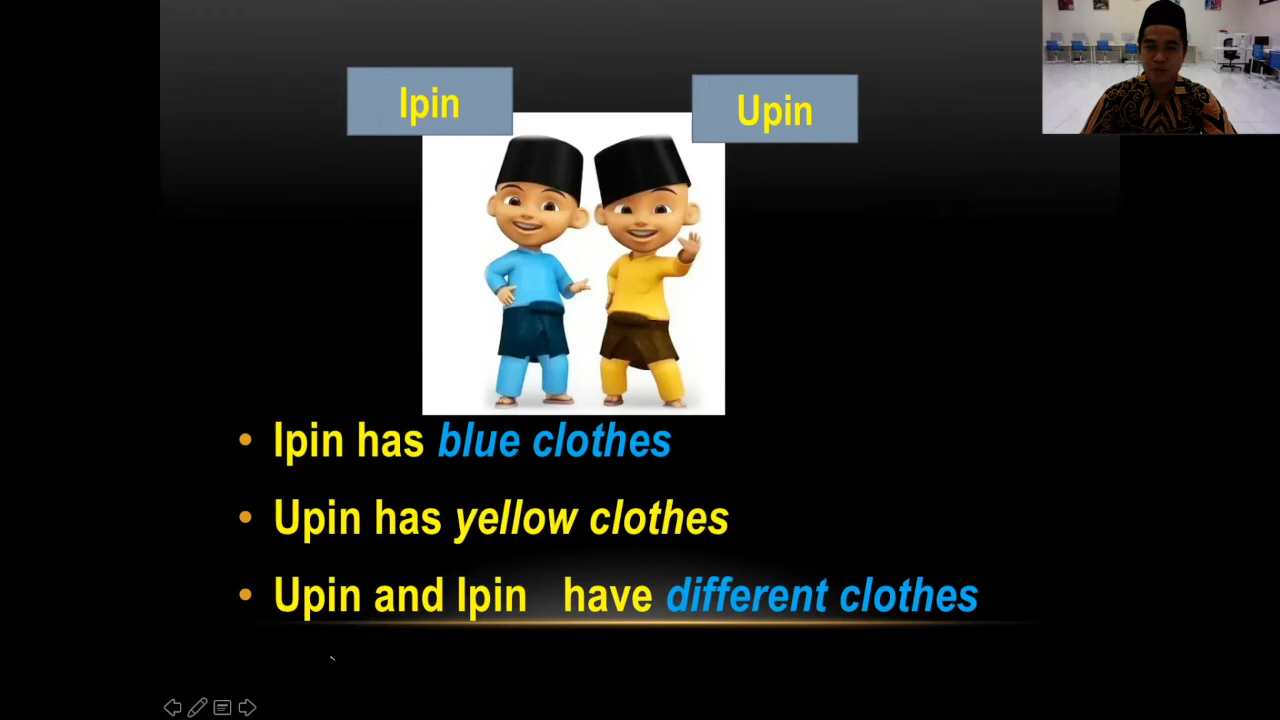 Ipin
Upin
• Ipin has blue clothes
• Upin has yellow clothes
• Upin and Ipin have different clothes